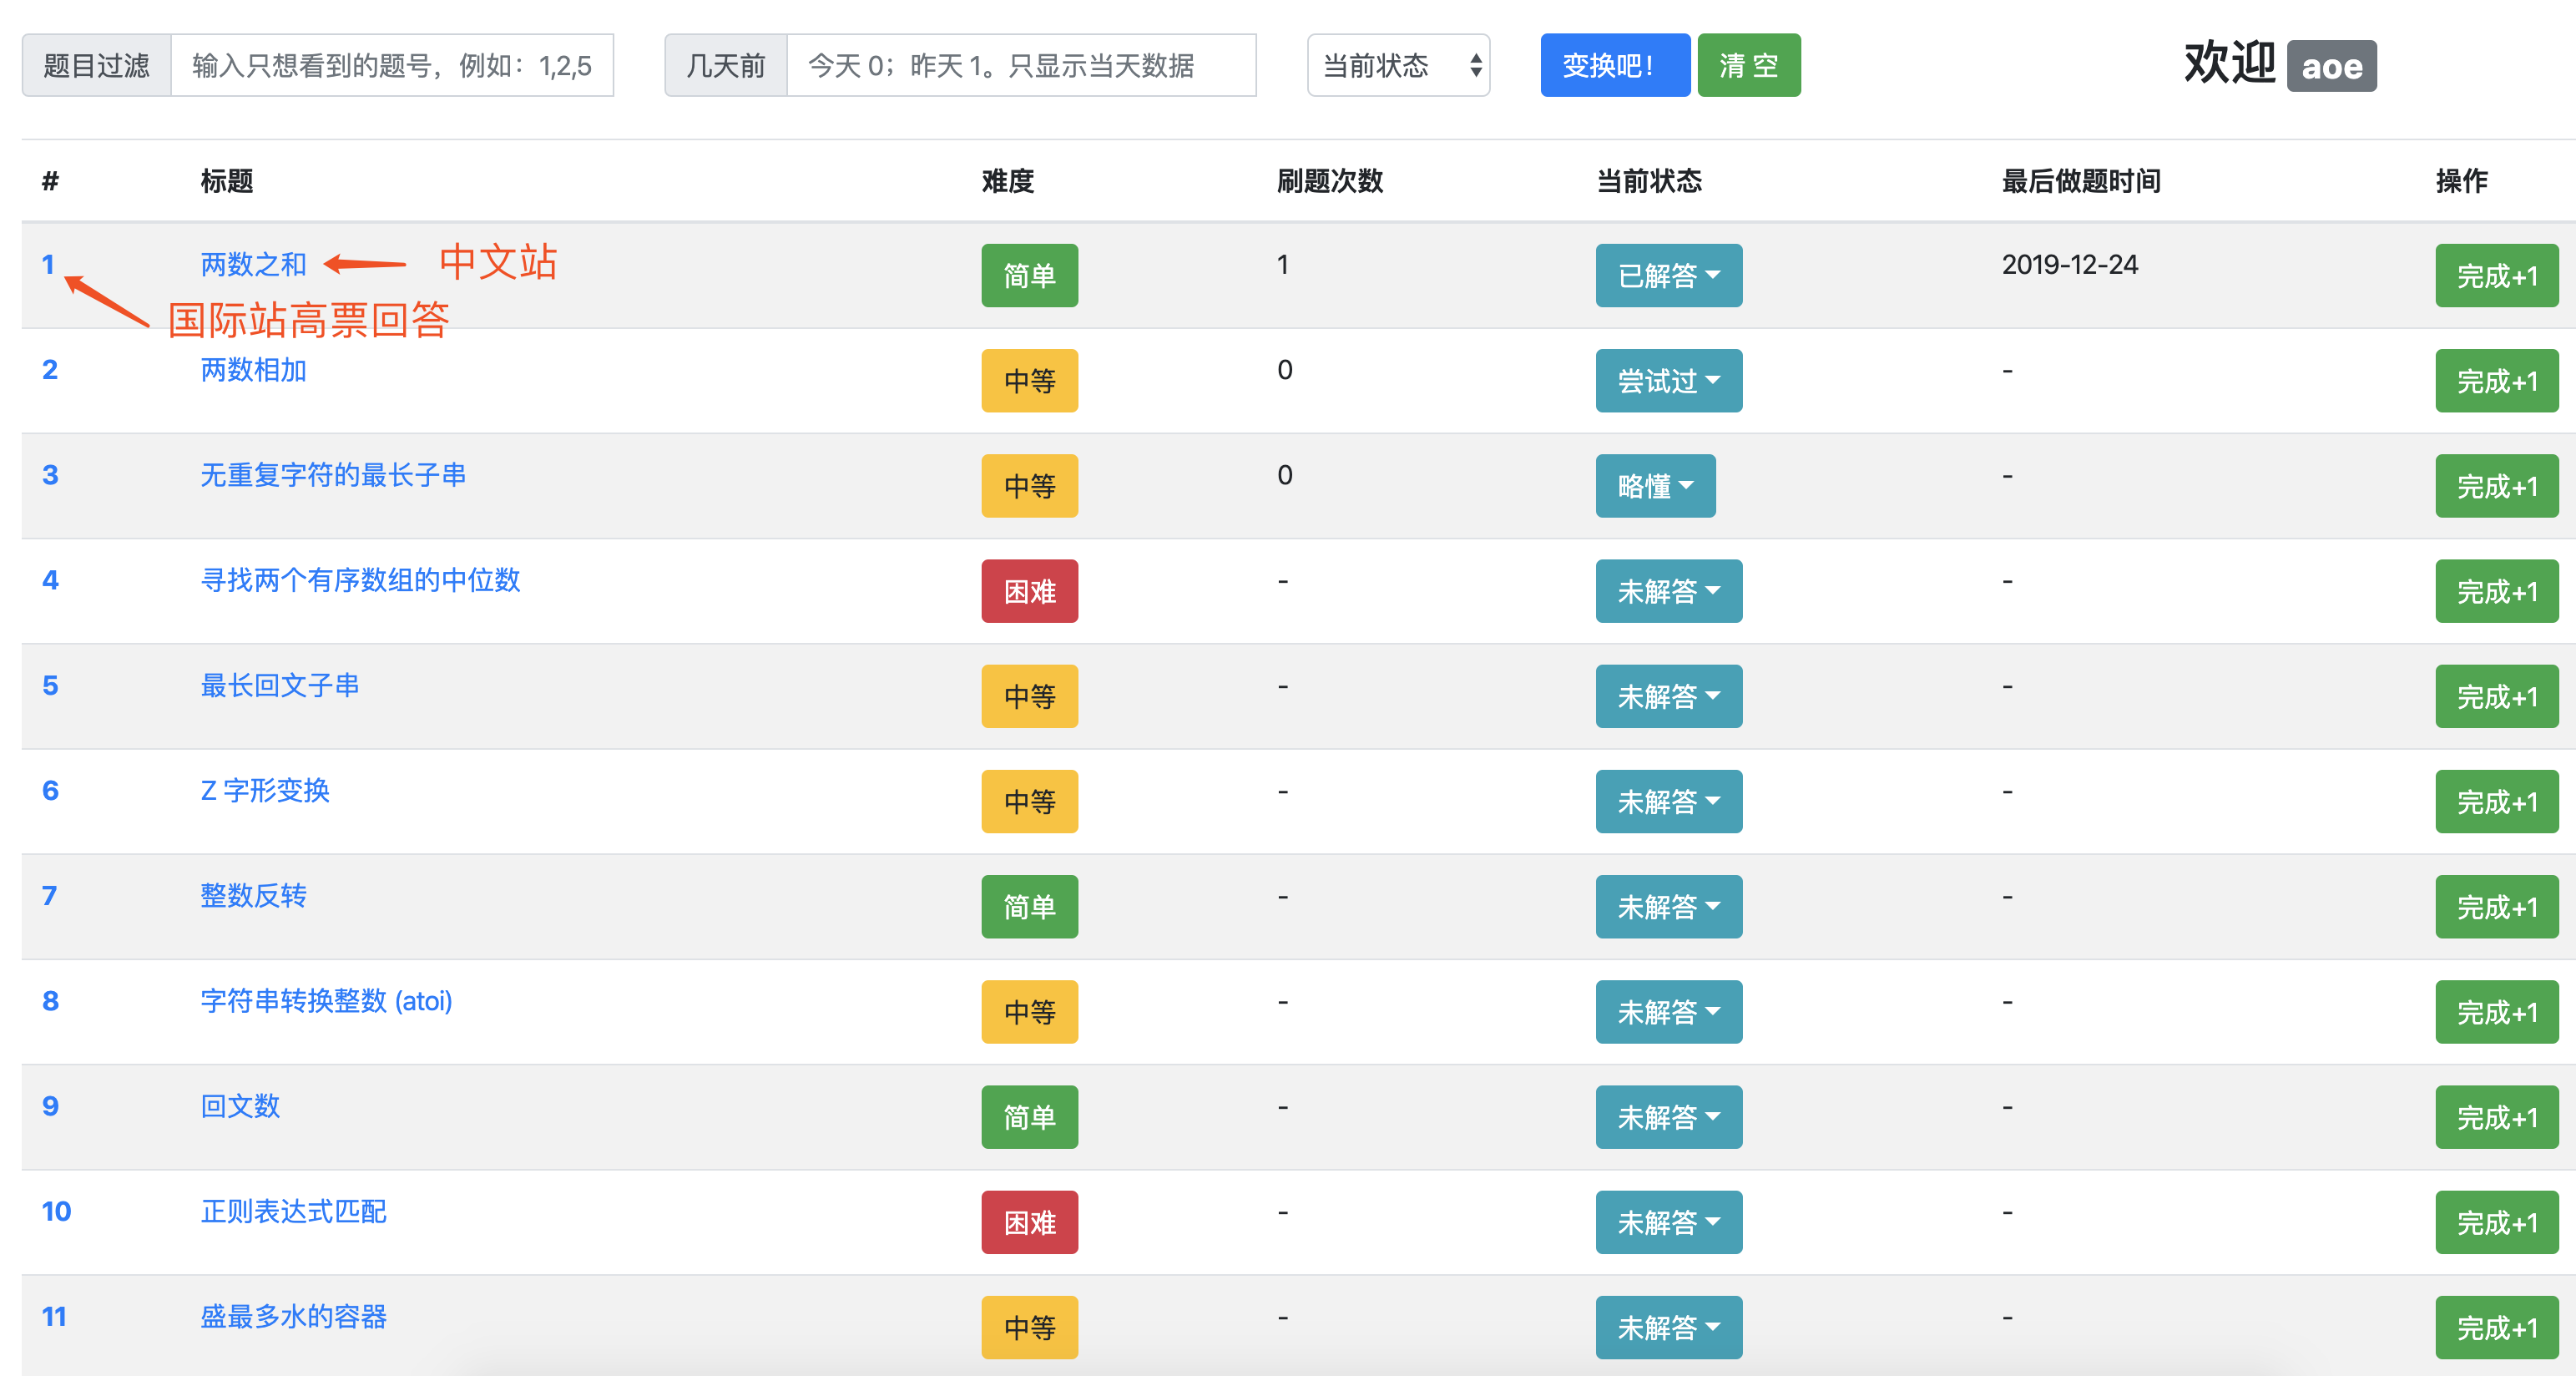 题目过滤 输入只想看到的题号，例如：1,2,5 几天前 今天 0；昨天 1。只显示当天数据 当前状态 变换吧！ 清 空 欢迎 aoe
# 标题 难度 刷题次数 当前状态 最后做题时间 操作
1 两数之和 中文站 简单 1 已解答 2019-12-24 完成+1
国际站高票回答
2 两数相加 中等 0 尝试过 - 完成+1
3 无重复字符的最长子串 中等 0 略懂 - 完成+1
4 寻找两个有序数组的中位数 困难 - 未解答 - 完成+1
5 最长回文子串 中等 - 未解答 - 完成+1
6 Z 字形变换 中等 - 未解答 - 完成+1
7 整数反转 简单 - 未解答 - 完成+1
8 字符串转换整数 (atoi) 中等 - 未解答 - 完成+1
9 回文数 简单 - 未解答 - 完成+1
10 正则表达式匹配 困难 - 未解答 - 完成+1
11 盛最多水的容器 中等 - 未解答 - 完成+1